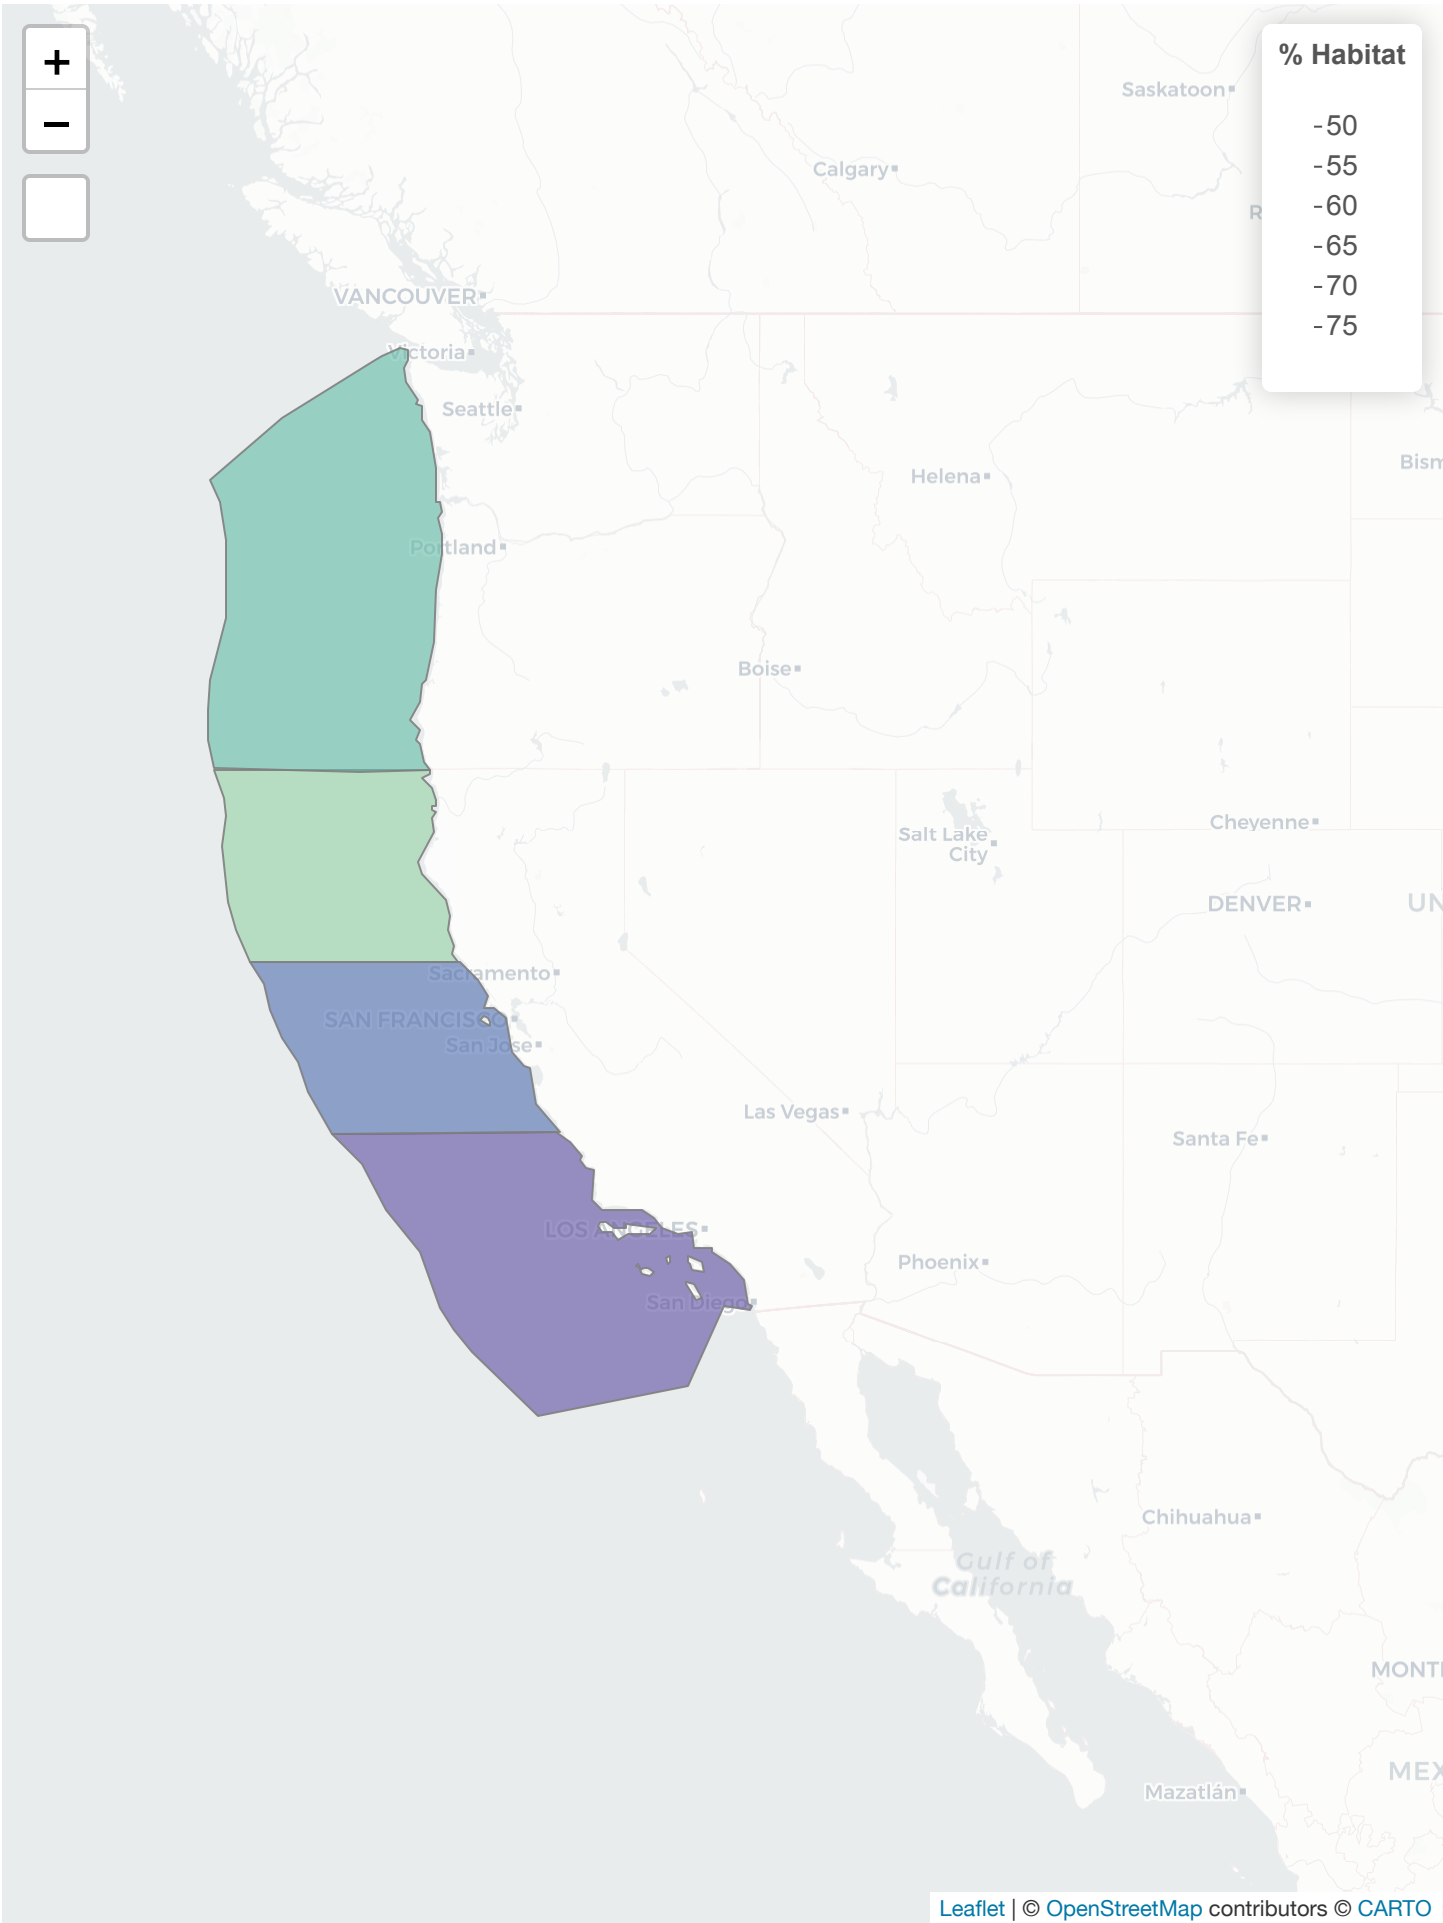 +
−
% Habitat
-50
-55
-60
-65
-70
-75
Saskatoon
Calgary
R
VANCOUVER
Victoria
Seattle
Helena
Bism
Portland
Boise
Salt Lake
City
Cheyenne
DENVER
UN
Sacramento
SAN FRANCISCO
San Jose
Las Vegas
Santa Fe
LOS ANGELES
Phoenix
San Diego
Chihuahua
Gulf of
California
MONT
MEX
Mazatlán
Leaflet | © OpenStreetMap contributors © CARTO